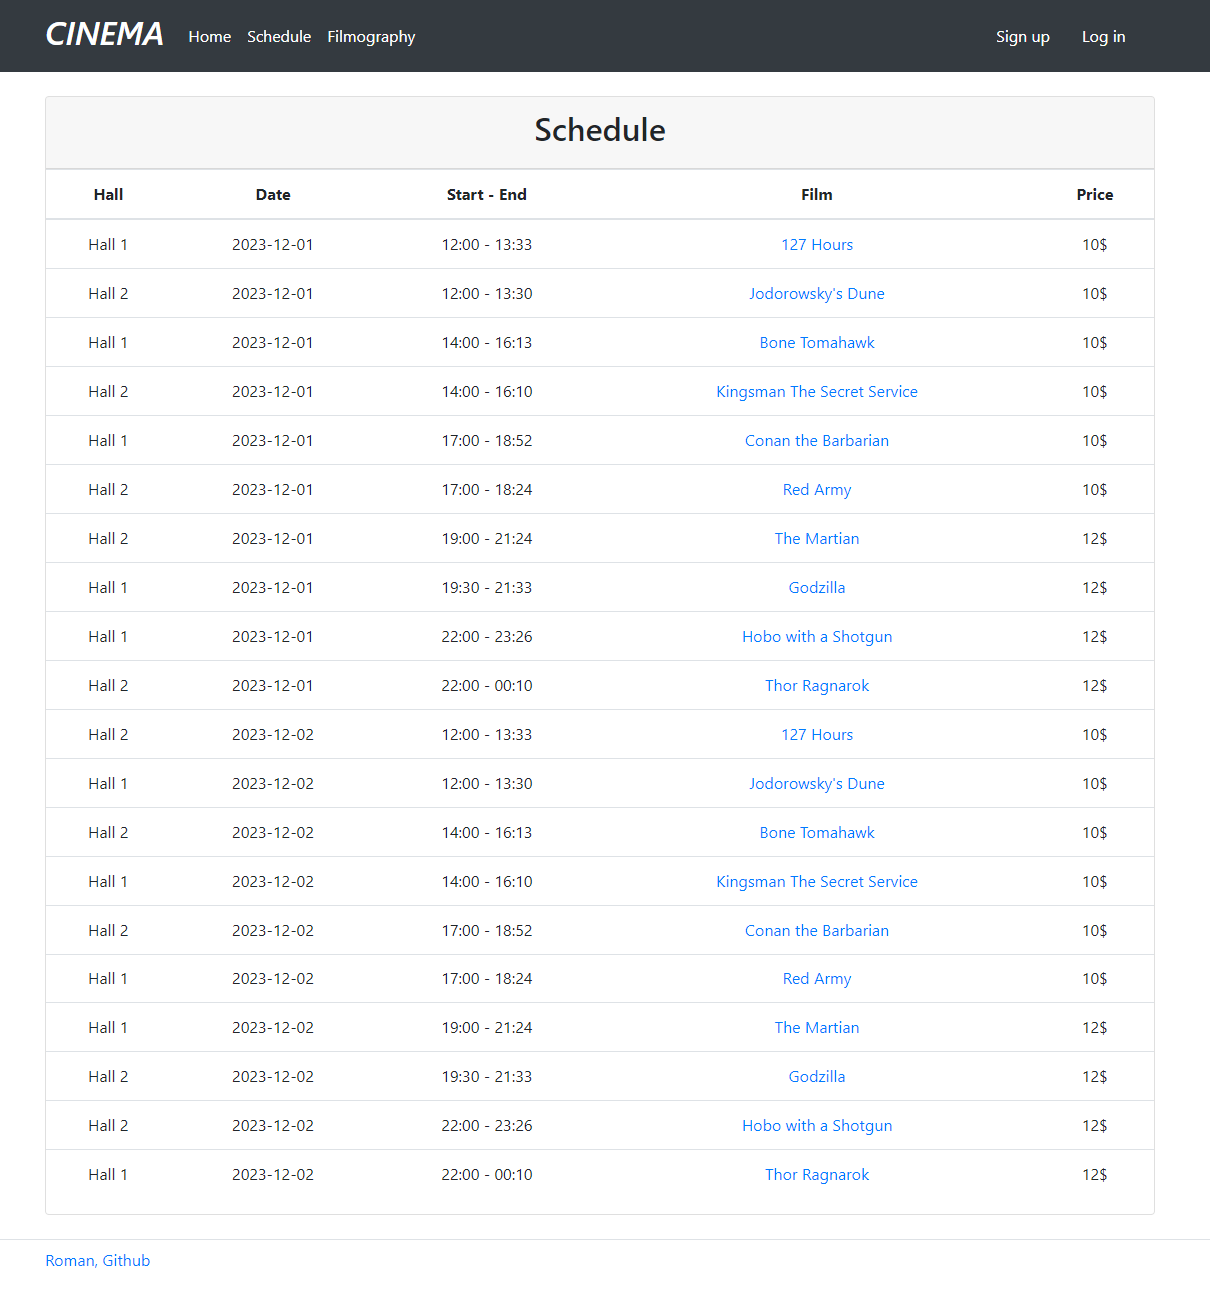 CINEMA Home Schedule Filmography Sign up Log in
Schedule
Hall Date Start - End Film Price
Hall 1 2023-12-01 12:00 - 13:33 127 Hours 10$
Hall 2 2023-12-01 12:00 - 13:30 Jodorowsky's Dune 10$
Hall 1 2023-12-01 14:00 - 16:13 Bone Tomahawk 10$
Hall 2 2023-12-01 14:00 - 16:10 Kingsman The Secret Service 10$
Hall 1 2023-12-01 17:00 - 18:52 Conan the Barbarian 10$
Hall 2 2023-12-01 17:00 - 18:24 Red Army 10$
Hall 2 2023-12-01 19:00 - 21:24 The Martian 12$
Hall 1 2023-12-01 19:30 - 21:33 Godzilla 12$
Hall 1 2023-12-01 22:00 - 23:26 Hobo with a Shotgun 12$
Hall 2 2023-12-01 22:00 - 00:10 Thor Ragnarok 12$
Hall 2 2023-12-02 12:00 - 13:33 127 Hours 10$
Hall 1 2023-12-02 12:00 - 13:30 Jodorowsky's Dune 10$
Hall 2 2023-12-02 14:00 - 16:13 Bone Tomahawk 10$
Hall 1 2023-12-02 14:00 - 16:10 Kingsman The Secret Service 10$
Hall 2 2023-12-02 17:00 - 18:52 Conan the Barbarian 10$
Hall 1 2023-12-02 17:00 - 18:24 Red Army 10$
Hall 1 2023-12-02 19:00 - 21:24 The Martian 12$
Hall 2 2023-12-02 19:30 - 21:33 Godzilla 12$
Hall 2 2023-12-02 22:00 - 23:26 Hobo with a Shotgun 12$
Hall 1 2023-12-02 22:00 - 00:10 Thor Ragnarok 12$
Roman, Github